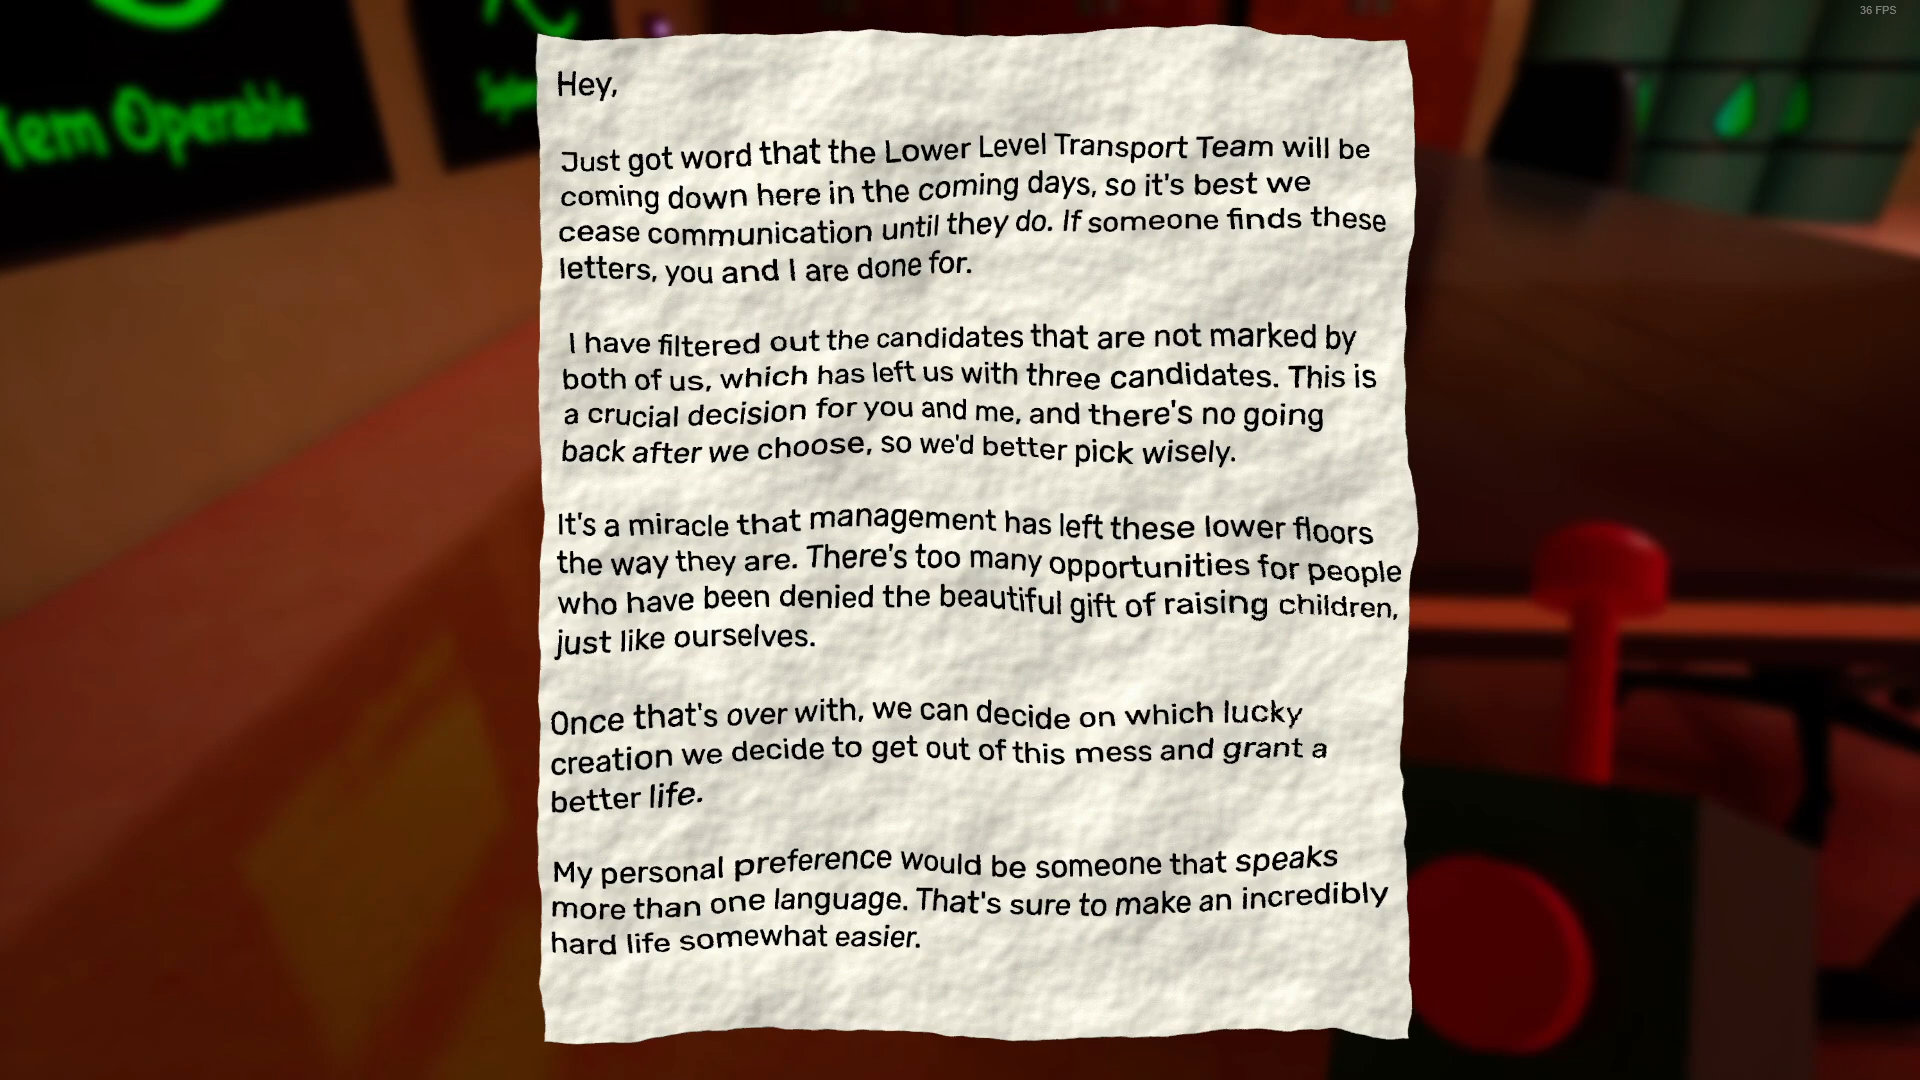 36 FPS
tem Operable
Hey,
Just got word that the Lower Level Transport Team will be
coming down here in the coming days, so it's best we
cease communication until they do. If someone finds these
letters, you and I are done for.
I have filtered out the candidates that are not marked by
both of us, which has left us with three candidates. This is
a crucial decision for you and me, and there's no going
back after we choose, so we'd better pick wisely.
It's a miracle that management has left these lower floors
the way they are. There's too many opportunities for people
who have been denied the beautiful gift of raising children,
just like ourselves.
Once that's over with, we can decide on which lucky
creation we decide to get out of this mess and grant a
better life.
My personal preference would be someone that speaks
more than one language. That's sure to make an incredibly
hard life somewhat easier.